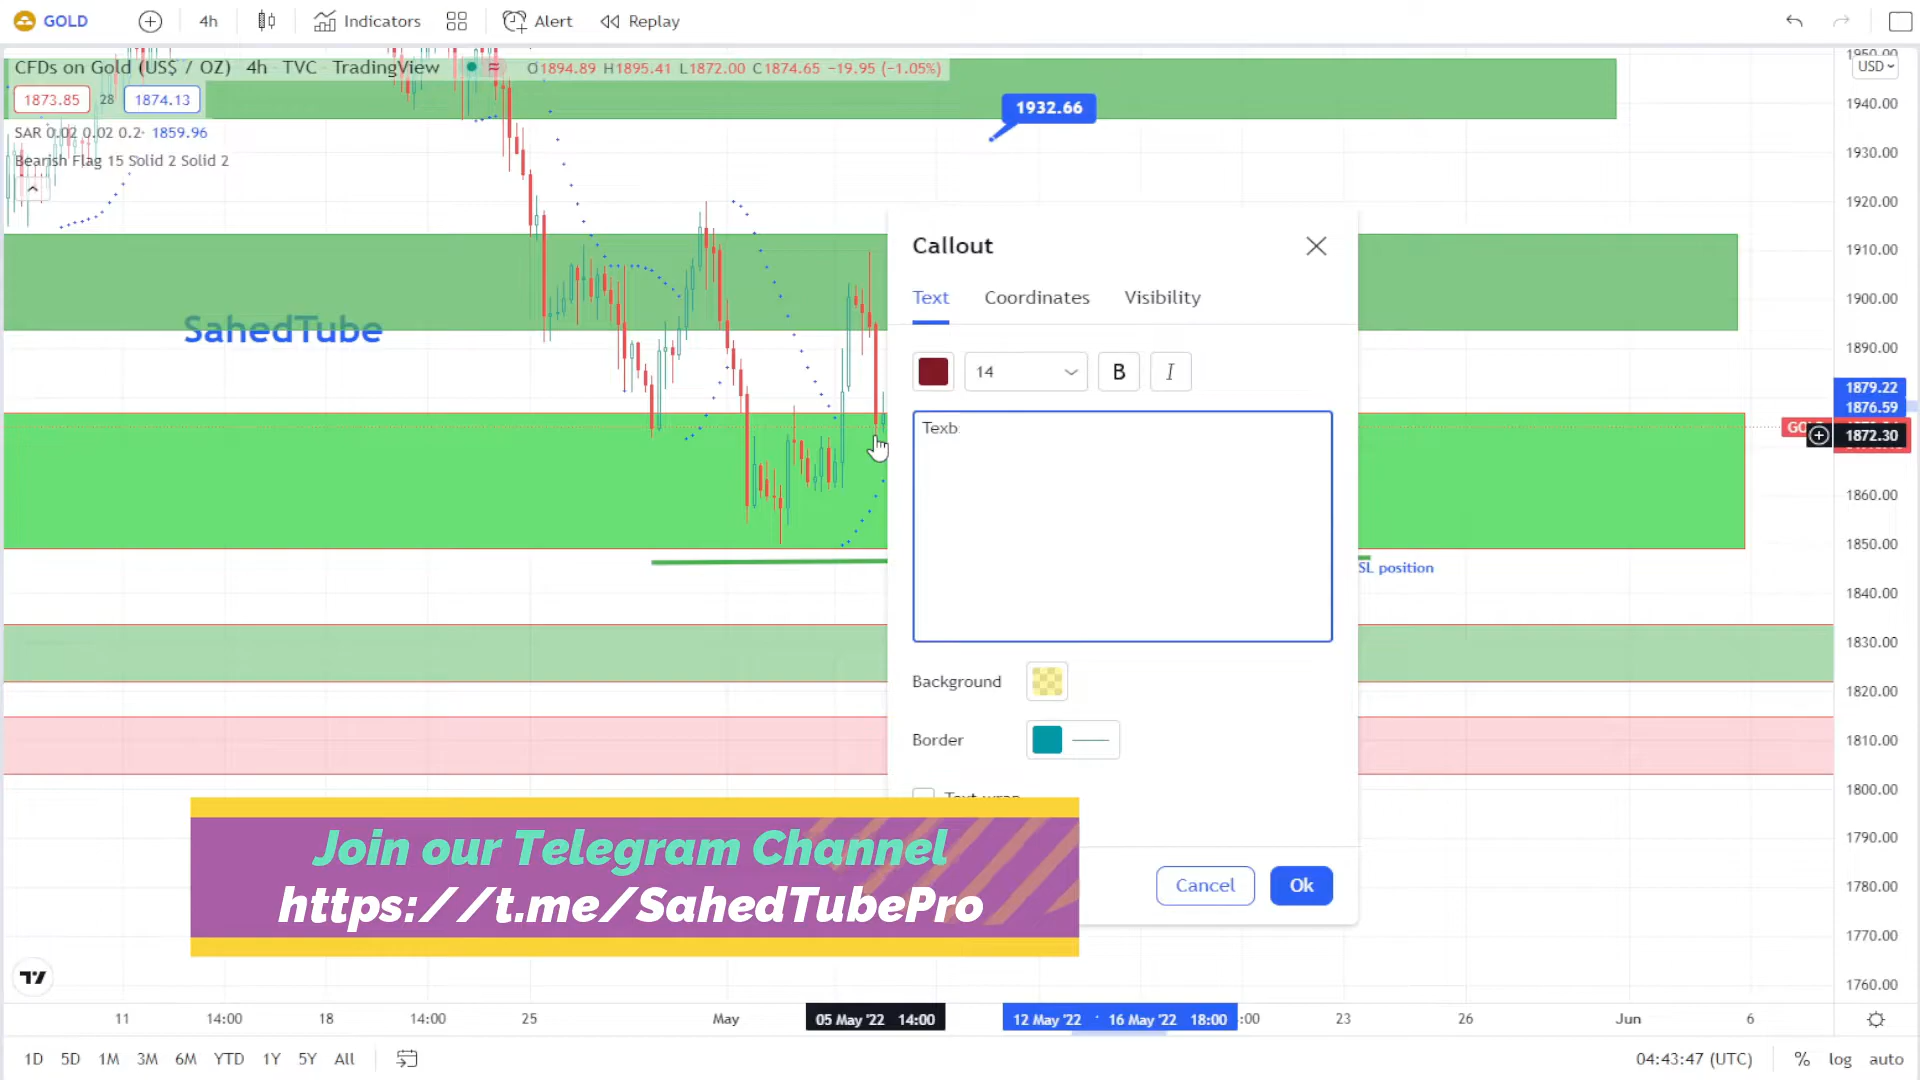 GOLD
4h
Indicators
Alert
Replay
CFDs on Gold (US$ / OZ) 4h TVC TradingView
O1894.89 H1895.41 L1872.00 C1874.65 −19.95 (−1.05%)
1950.00
USD
1873.85 28 1874.13
1932.66
1940.00
SAR 0.02 0.02 0.2 1859.96
Bearish Flag 15 Solid 2 Solid 2
1930.00
1920.00
Callout
1910.00
Text Coordinates Visibility
1900.00
SahedTube
1890.00
14 B I
1879.22
1876.59
Texb
1872.30
1860.00
1850.00
SL position
1840.00
1830.00
Background
1820.00
Border
1810.00
Text wrap
1800.00
Join our Telegram Channel
1790.00
https://t.me/SahedTubePro
Cancel Ok
1780.00
1770.00
1760.00
11 14:00 18 14:00 25 May 05 May '22 14:00 12 May '22 16 May '22 18:00 :00 23 26 Jun 6
1D 5D 1M 3M 6M YTD 1Y 5Y All
04:43:47 (UTC) % log auto